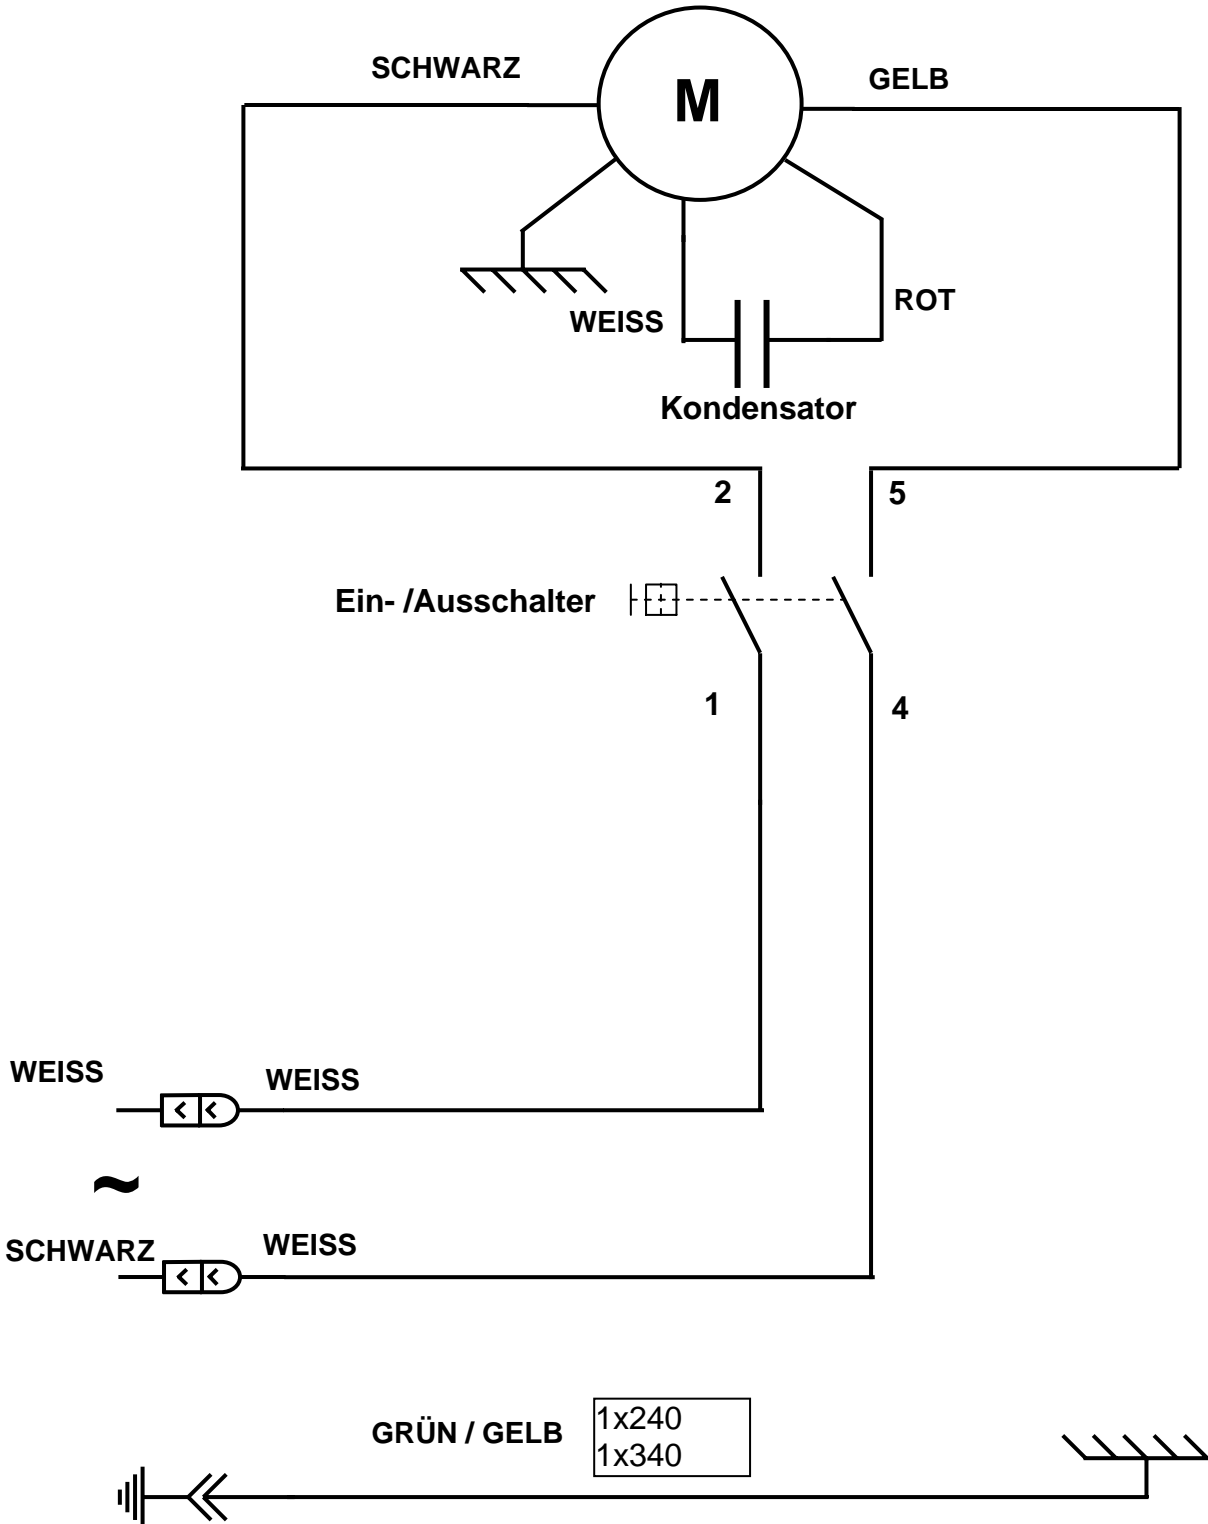 SCHWARZ
M
GELB
WEISS
ROT
Kondensator
2
5
Ein- /Ausschalter
1
4
WEISS
WEISS
~
SCHWARZ
WEISS
GRÜN / GELB
1x240
1x340